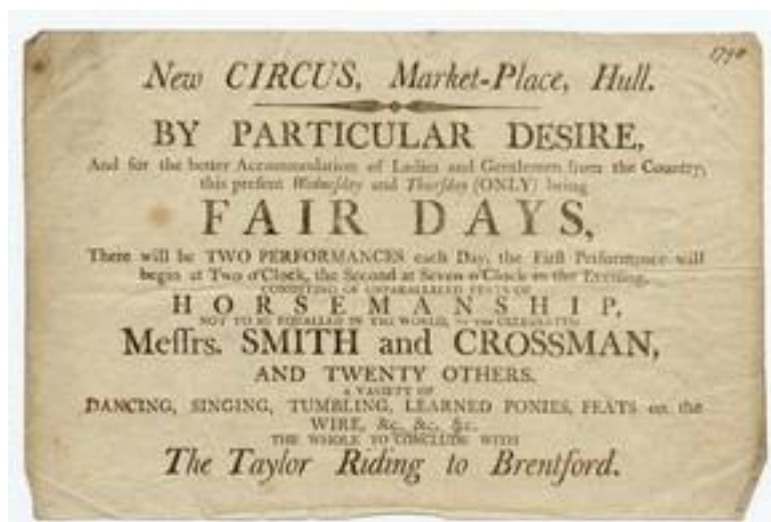 1790
New CIRCUS, Market-Place, Hull.
BY PARTICULAR DESIRE,
And for the better Accommodation of Ladies and Gentlemen from the Country,
this preſent Wedneſday and Thurſday (ONLY) being
FAIR DAYS,
There will be TWO PERFORMANCES each Day, the Firſt Performance will
begin at Two o'Clock, the Second at Seven o'Clock in the Evening,
CONSISTING OF UNPARALLELED FEATS OF
HORSEMANSHIP,
NOT TO BE EQUALLED IN THE WORLD, THE CELEBRATED
Meſſrs. SMITH and CROSSMAN,
AND TWENTY OTHERS.
A VARIETY OF
DANCING, SINGING, TUMBLING, LEARNED PONIES, FEATS on the
WIRE, &c. &c. &c.
THE WHOLE TO CONCLUDE WITH
The Taylor Riding to Brentford.